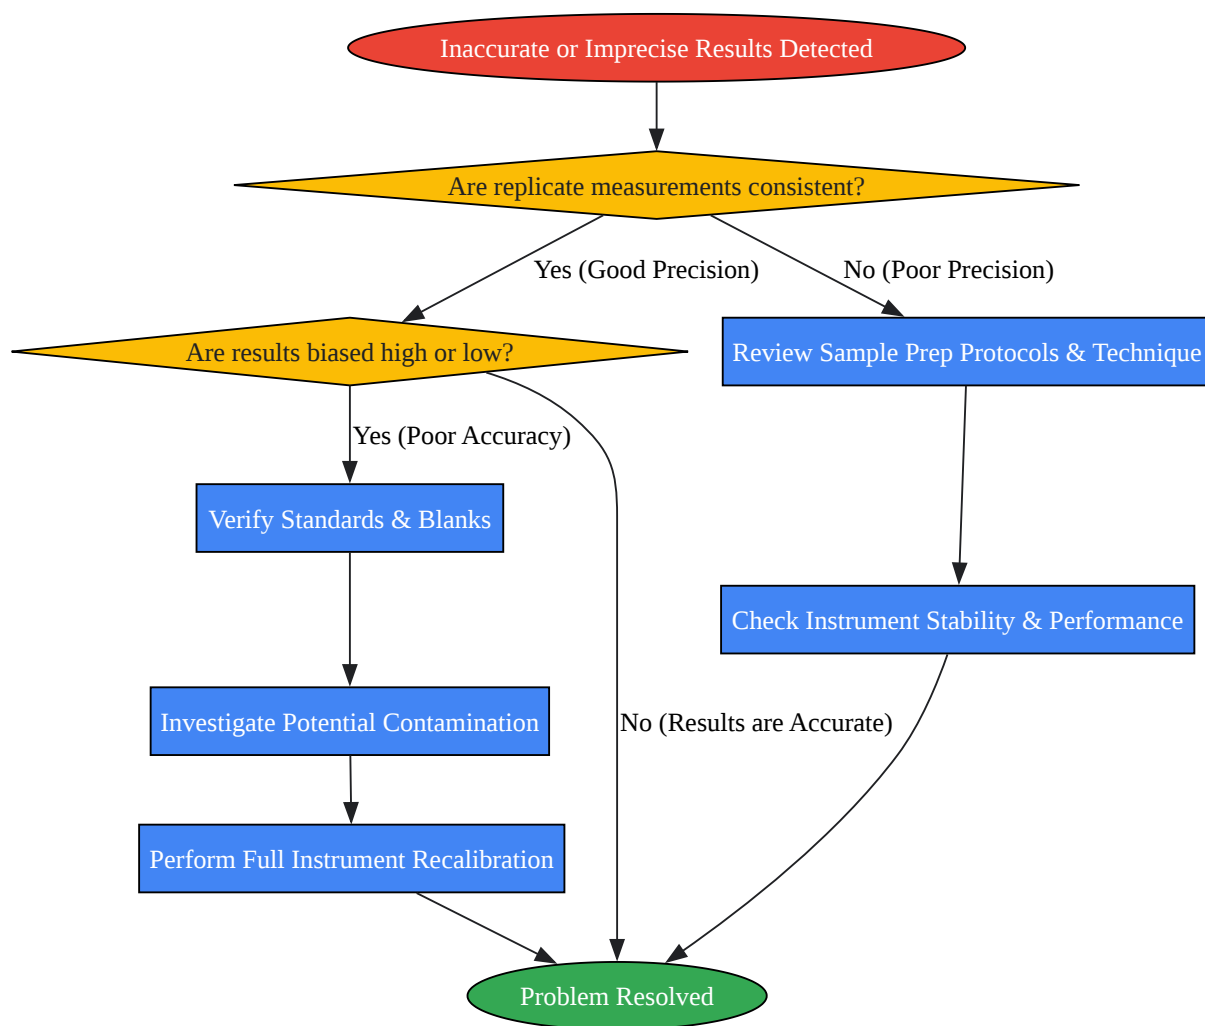 Inaccurate or Imprecise Results Detected
Are replicate measurements consistent?
Yes (Good Precision)
No (Poor Precision)
Are results biased high or low?
Review Sample Prep Protocols & Technique
Yes (Poor Accuracy)
Verify Standards & Blanks
Check Instrument Stability & Performance
Investigate Potential Contamination
No (Results are Accurate)
Perform Full Instrument Recalibration
Problem Resolved